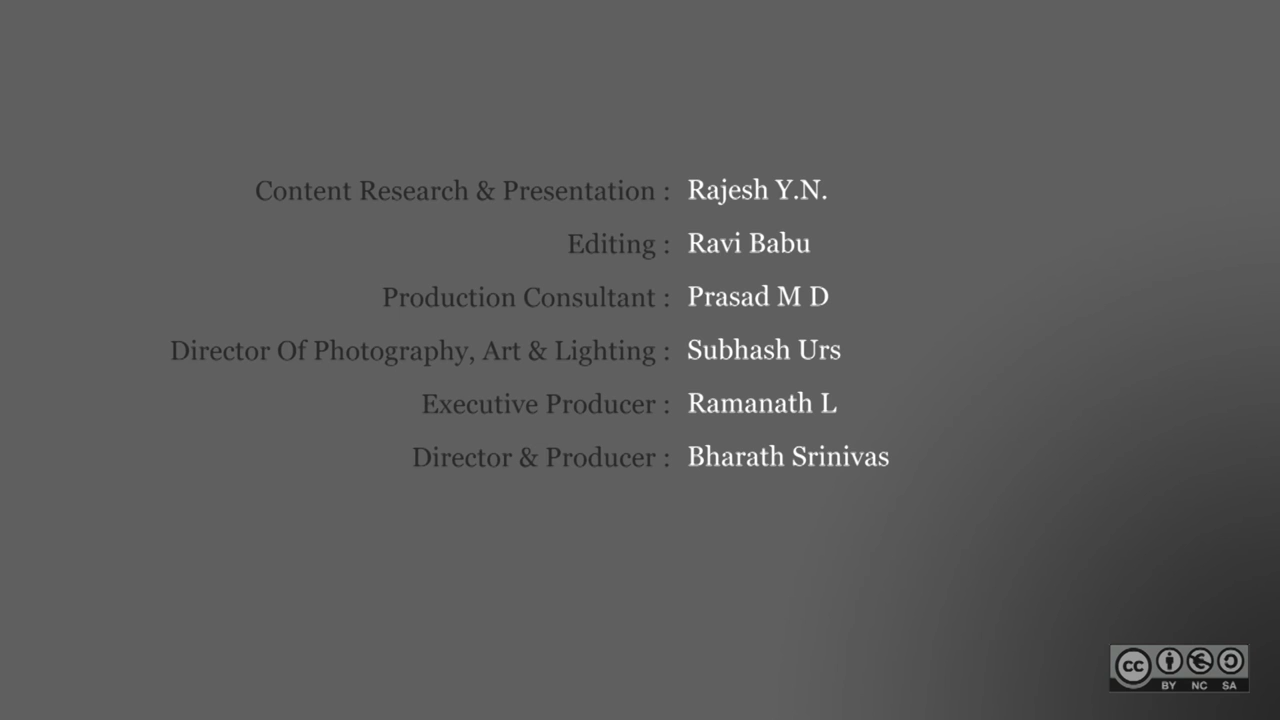 Content Research & Presentation : Rajesh Y.N.
Editing : Ravi Babu
Production Consultant : Prasad M D
Director Of Photography, Art & Lighting : Subhash Urs
Executive Producer : Ramanath L
Director & Producer : Bharath Srinivas
cc
BY NC SA